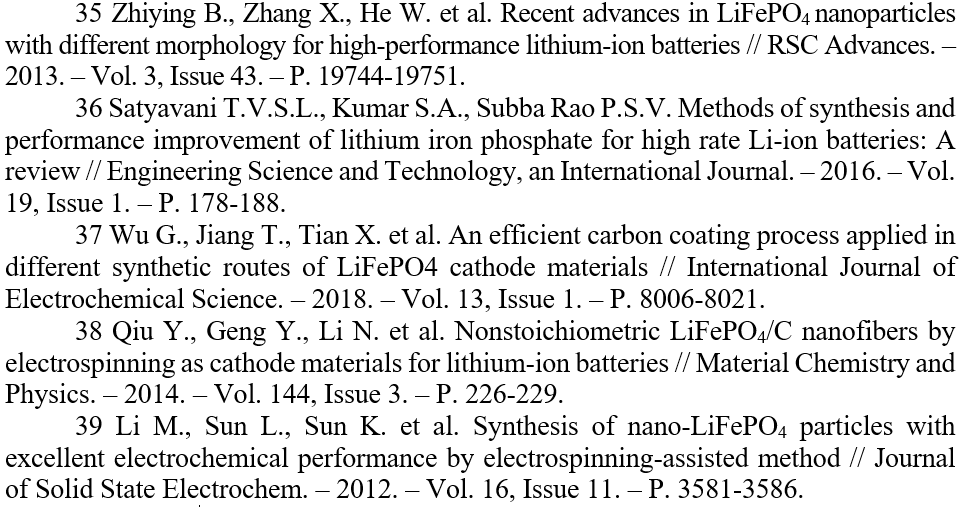 35 Zhiying B., Zhang X., He W. et al. Recent advances in LiFePO₄ nanoparticles
with different morphology for high-performance lithium-ion batteries // RSC Advances. –
2013. – Vol. 3, Issue 43. – P. 19744-19751.
36 Satyavani T.V.S.L., Kumar S.A., Subba Rao P.S.V. Methods of synthesis and
performance improvement of lithium iron phosphate for high rate Li-ion batteries: A
review // Engineering Science and Technology, an International Journal. – 2016. – Vol.
19, Issue 1. – P. 178-188.
37 Wu G., Jiang T., Tian X. et al. An efficient carbon coating process applied in
different synthetic routes of LiFePO4 cathode materials // International Journal of
Electrochemical Science. – 2018. – Vol. 13, Issue 1. – P. 8006-8021.
38 Qiu Y., Geng Y., Li N. et al. Nonstoichiometric LiFePO₄/C nanofibers by
electrospinning as cathode materials for lithium-ion batteries // Material Chemistry and
Physics. – 2014. – Vol. 144, Issue 3. – P. 226-229.
39 Li M., Sun L., Sun K. et al. Synthesis of nano-LiFePO₄ particles with
excellent electrochemical performance by electrospinning-assisted method // Journal
of Solid State Electrochem. – 2012. – Vol. 16, Issue 11. – P. 3581-3586.